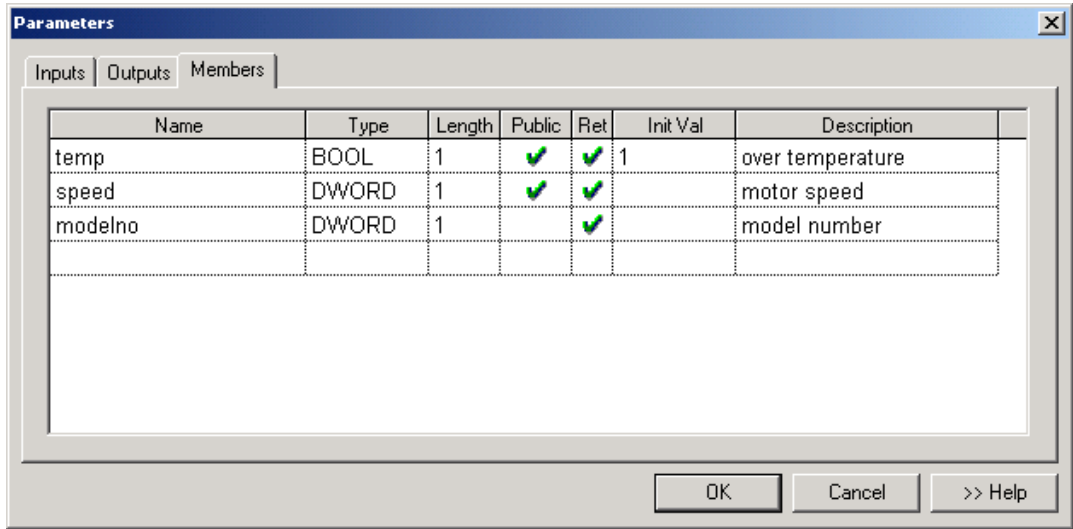 Parameters
Inputs Outputs Members
Name Type Length Public Ret Init Val Description
temp BOOL 1 ✔ ✔ 1 over temperature
speed DWORD 1 ✔ ✔ motor speed
modelno DWORD 1 ✔ model number
OK Cancel >> Help